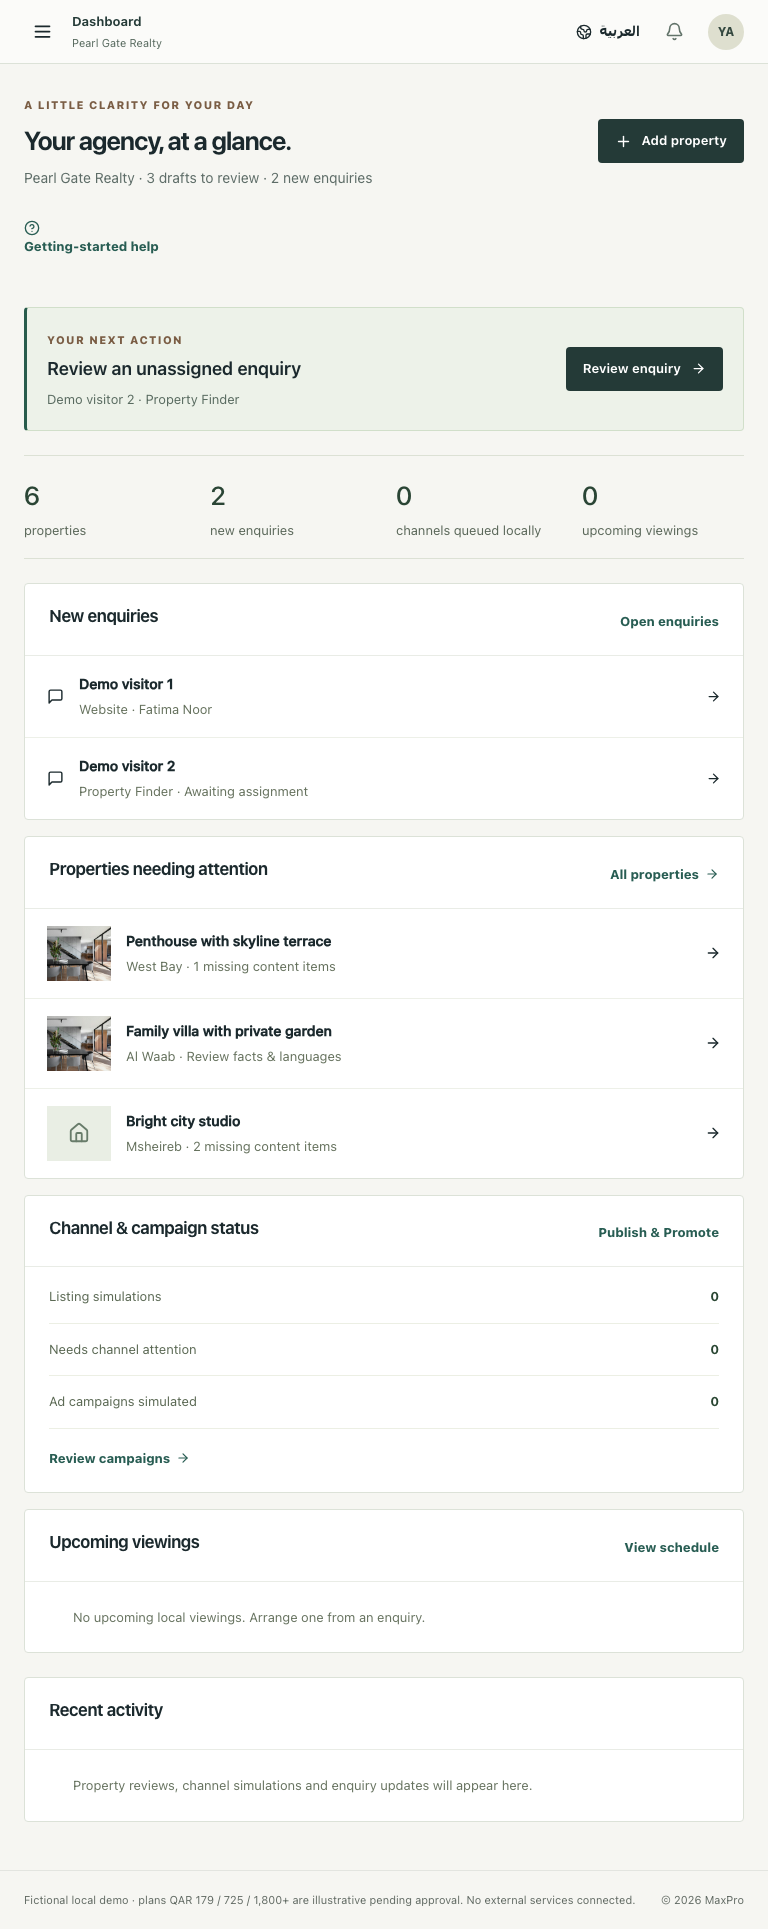 Dashboard
Pearl Gate Realty
العربية
YA
A LITTLE CLARITY FOR YOUR DAY
Your agency, at a glance.
Add property
Pearl Gate Realty · 3 drafts to review · 2 new enquiries
Getting-started help
YOUR NEXT ACTION
Review an unassigned enquiry
Review enquiry
Demo visitor 2 · Property Finder
6
2
0
0
properties
new enquiries
channels queued locally
upcoming viewings
New enquiries
Open enquiries
Demo visitor 1
Website · Fatima Noor
Demo visitor 2
Property Finder · Awaiting assignment
Properties needing attention
All properties
Penthouse with skyline terrace
West Bay · 1 missing content items
Family villa with private garden
Al Waab · Review facts & languages
Bright city studio
Msheireb · 2 missing content items
Channel & campaign status
Publish & Promote
Listing simulations 0
Needs channel attention 0
Ad campaigns simulated 0
Review campaigns
Upcoming viewings
View schedule
No upcoming local viewings. Arrange one from an enquiry.
Recent activity
Property reviews, channel simulations and enquiry updates will appear here.
Fictional local demo · plans QAR 179 / 725 / 1,800+ are illustrative pending approval. No external services connected.
© 2026 MaxPro